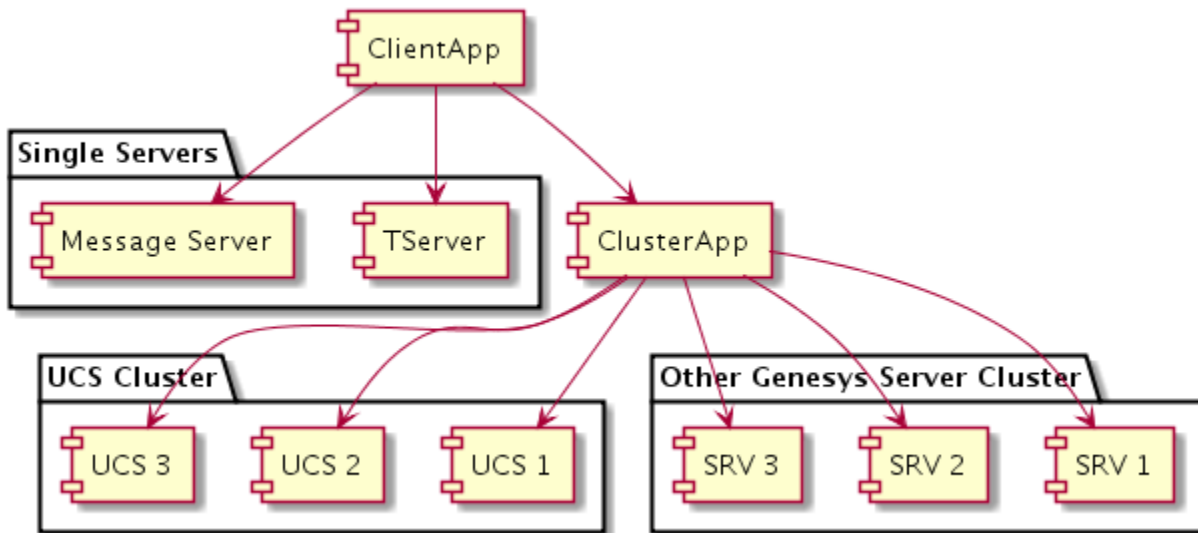 ClientApp
Single Servers
Message Server
TServer
ClusterApp
UCS Cluster
Other Genesys Server Cluster
UCS 3
UCS 2
UCS 1
SRV 3
SRV 2
SRV 1